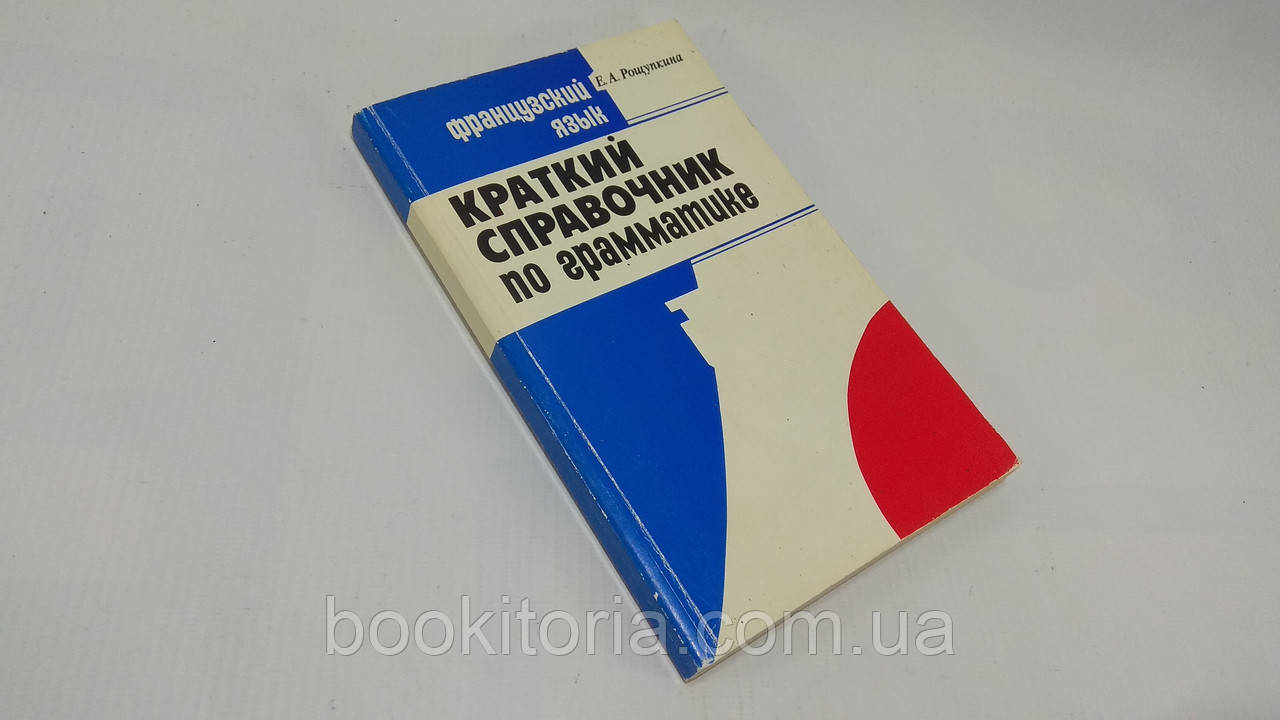 Е. А. Рощупкина
французский
язык
КРАТКИЙ
СПРАВОЧНИК
по грамматике
bookitoria.com.ua